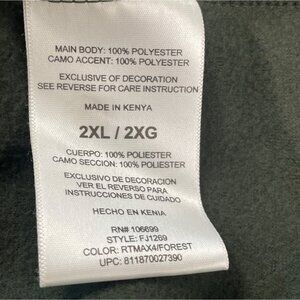 MAIN BODY: 100% POLYESTER
CAMO ACCENT: 100% POLYESTER
EXCLUSIVE OF DECORATION
SEE REVERSE FOR CARE INSTRUCTION
MADE IN KENYA
2XL / 2XG
CUERPO: 100% POLIESTER
CAMO SECCION: 100% POLIESTER
EXCLUSIVO DE DECORACION
VER EL REVERSO PARA
INSTRUCCIONES DE CUIDADO
HECHO EN KENIA
RN# 106699
STYLE: FJ1269
COLOR: RTMAX4/FOREST
UPC: 811870027390